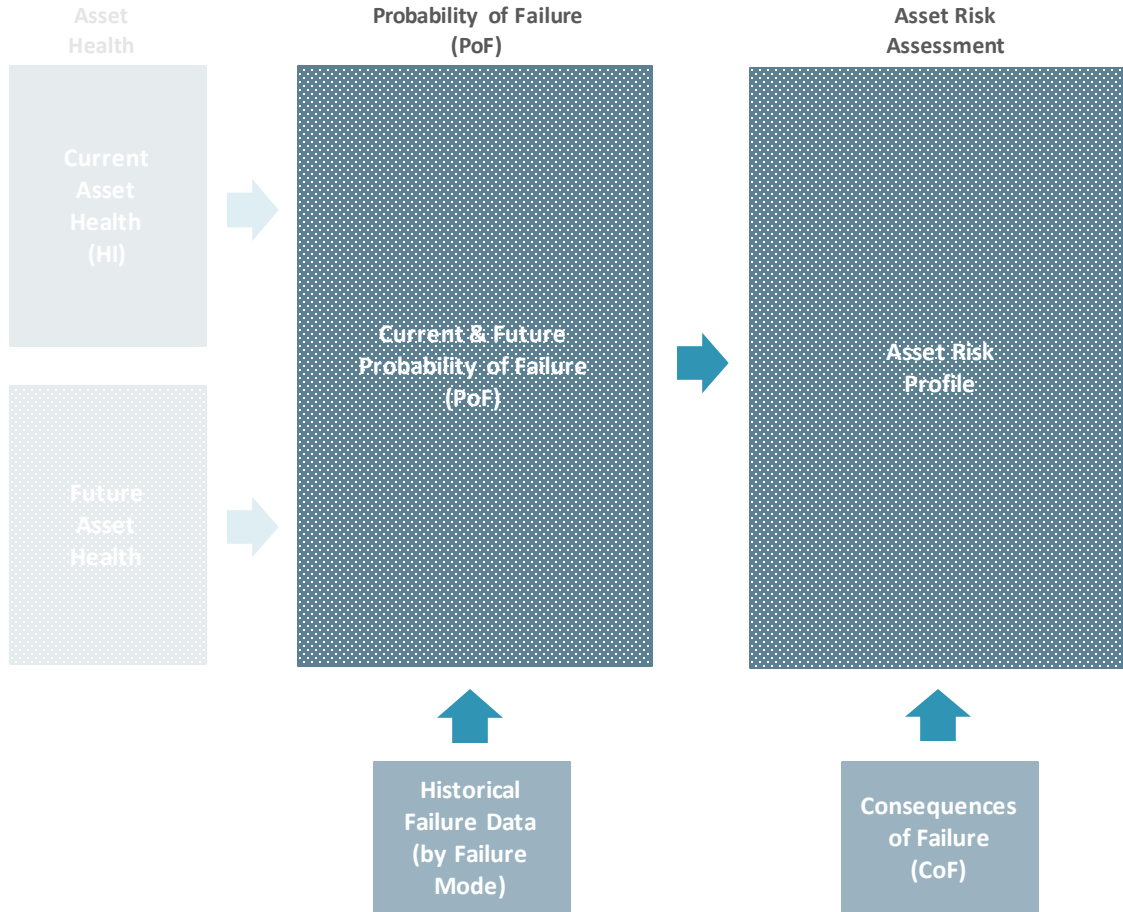 Asset
Health
Probability of Failure
(PoF)
Asset Risk
Assessment
Current
Asset
Health
(HI)
Future
Asset
Health
Current & Future
Probability of Failure
(PoF)
Asset Risk
Profile
Historical
Failure Data
(by Failure
Mode)
Consequences
of Failure
(CoF)